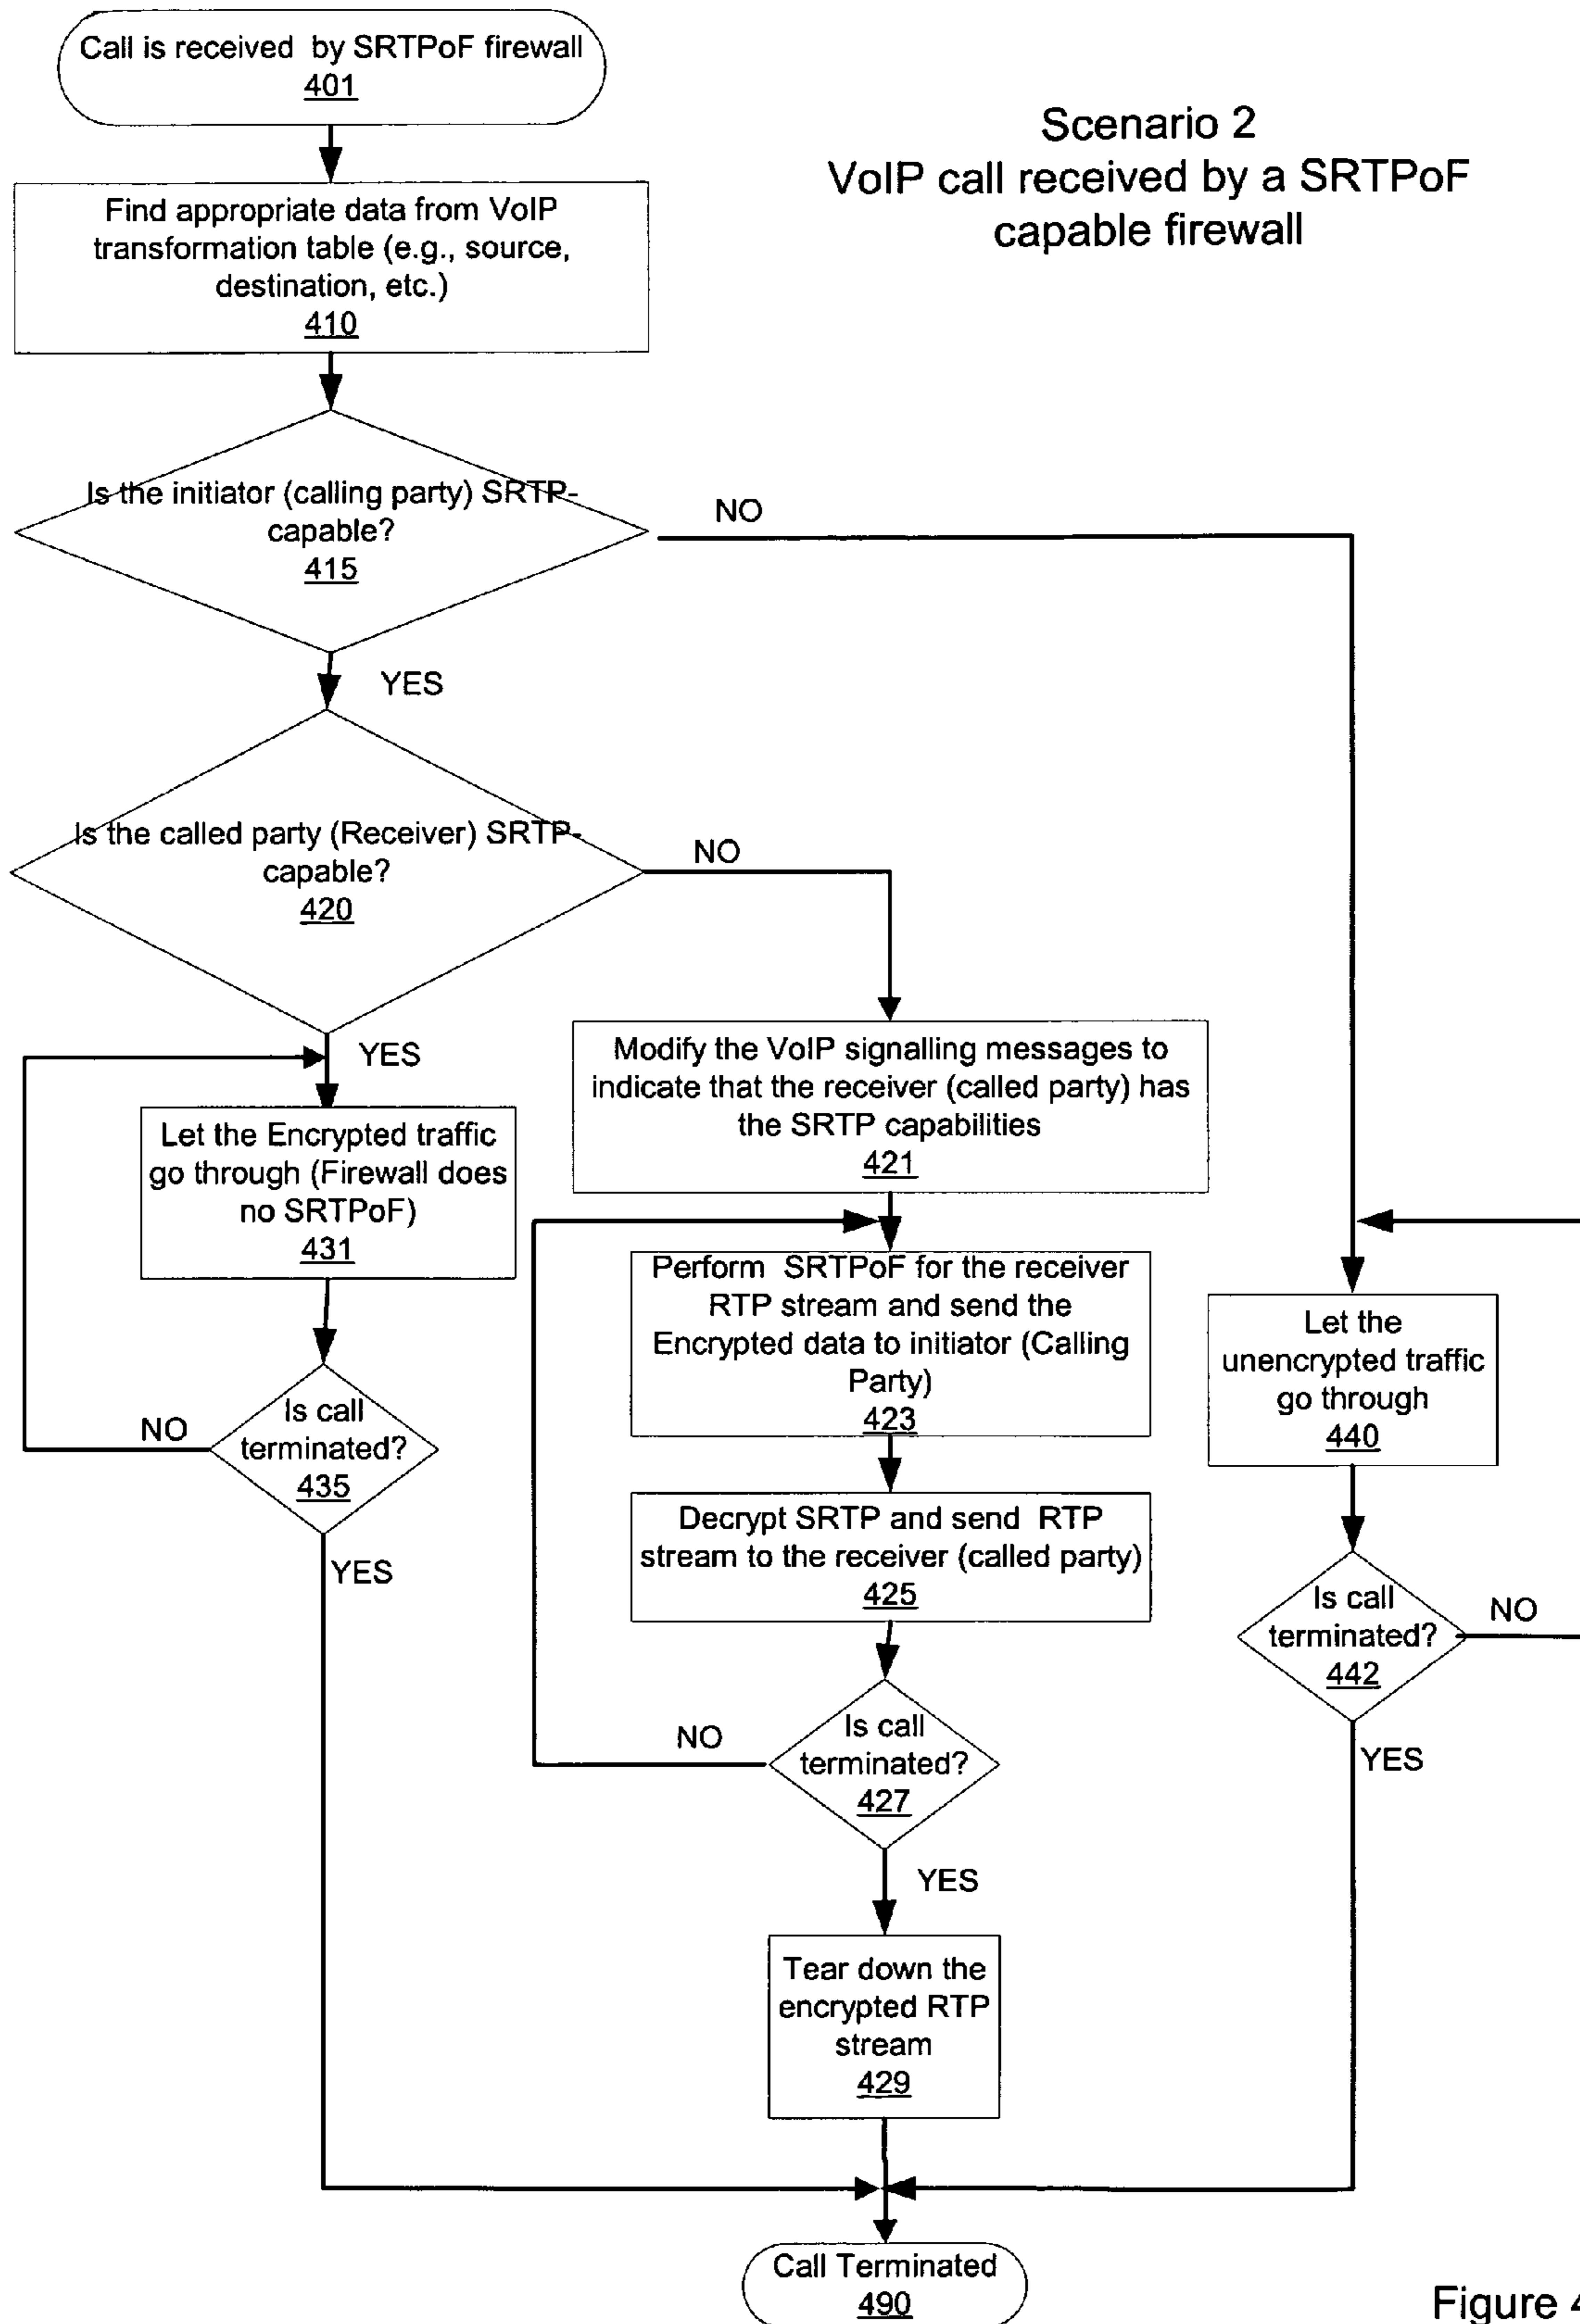 Call is received by SRTPoF firewall
401
Scenario 2
VoIP call received by a SRTPoF
capable firewall
Find appropriate data from VoIP
transformation table (e.g., source,
destination, etc.)
410
Is the initiator (calling party) SRTP-
capable?
415
NO
YES
Is the called party (Receiver) SRTP-
capable?
420
NO
YES
Modify the VoIP signalling messages to
indicate that the receiver (called party) has
the SRTP capabilities
421
Let the Encrypted traffic
go through (Firewall does
no SRTPoF)
431
Perform SRTPoF for the receiver
RTP stream and send the
Encrypted data to initiator (Calling
Party)
423
Let the
unencrypted traffic
go through
440
Is call
terminated?
435
NO
YES
Decrypt SRTP and send RTP
stream to the receiver (called party)
425
Is call
terminated?
442
NO
YES
Is call
terminated?
427
NO
YES
Tear down the
encrypted RTP
stream
429
Call Terminated
490
Figure 4